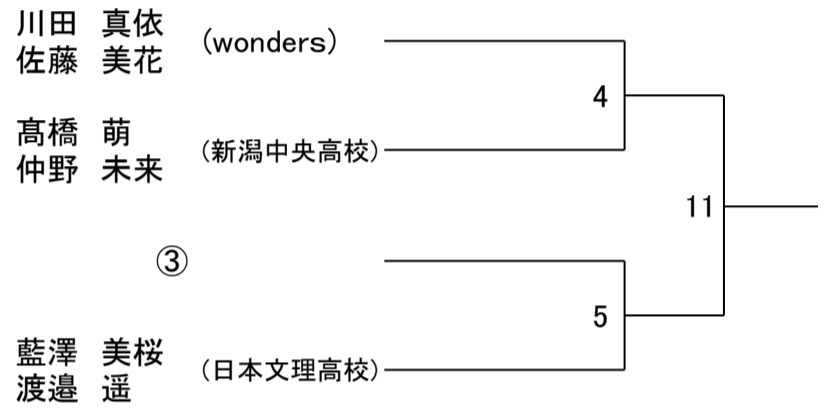 川田 真依
佐藤 美花
(wonders)
4
髙橋 萌
仲野 未来
(新潟中央高校)
11
③
5
藍澤 美桜
渡邉 遥
(日本文理高校)